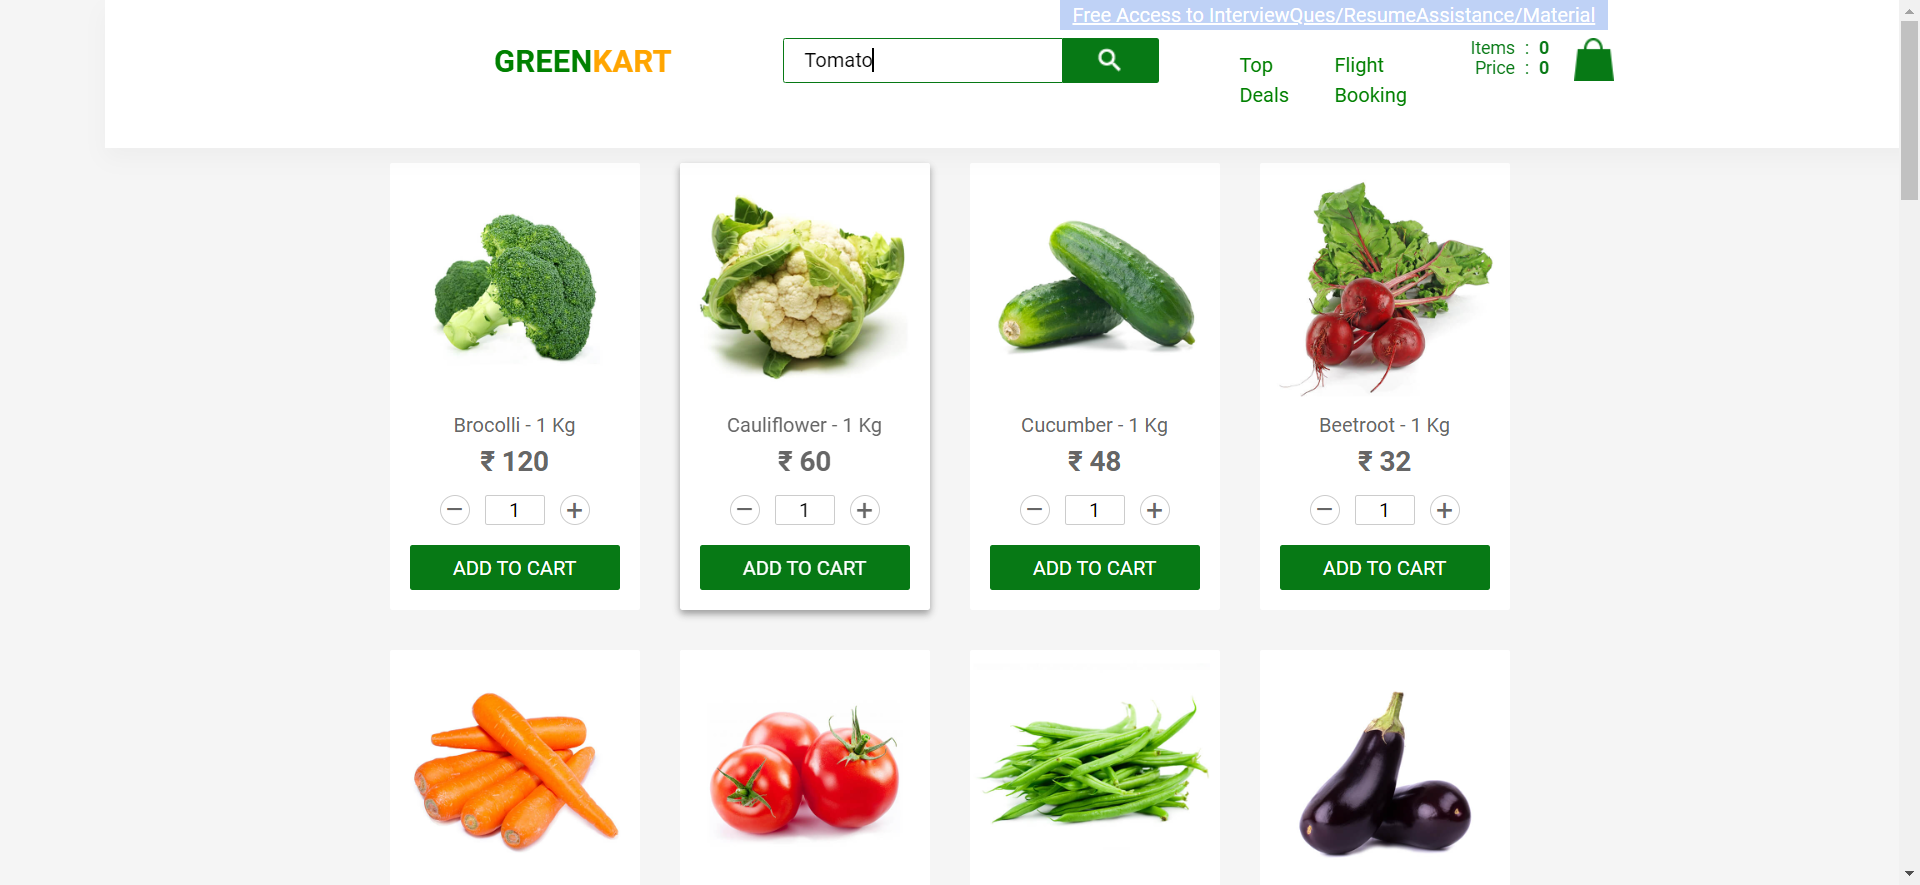 Free Access to InterviewQues/ResumeAssistance/Material
GREENKART
Tomato
Top
Deals
Flight
Booking
Items : 0
Price : 0
Brocolli - 1 Kg
₹ 120
− 1 +
ADD TO CART
Cauliflower - 1 Kg
₹ 60
− 1 +
ADD TO CART
Cucumber - 1 Kg
₹ 48
− 1 +
ADD TO CART
Beetroot - 1 Kg
₹ 32
− 1 +
ADD TO CART